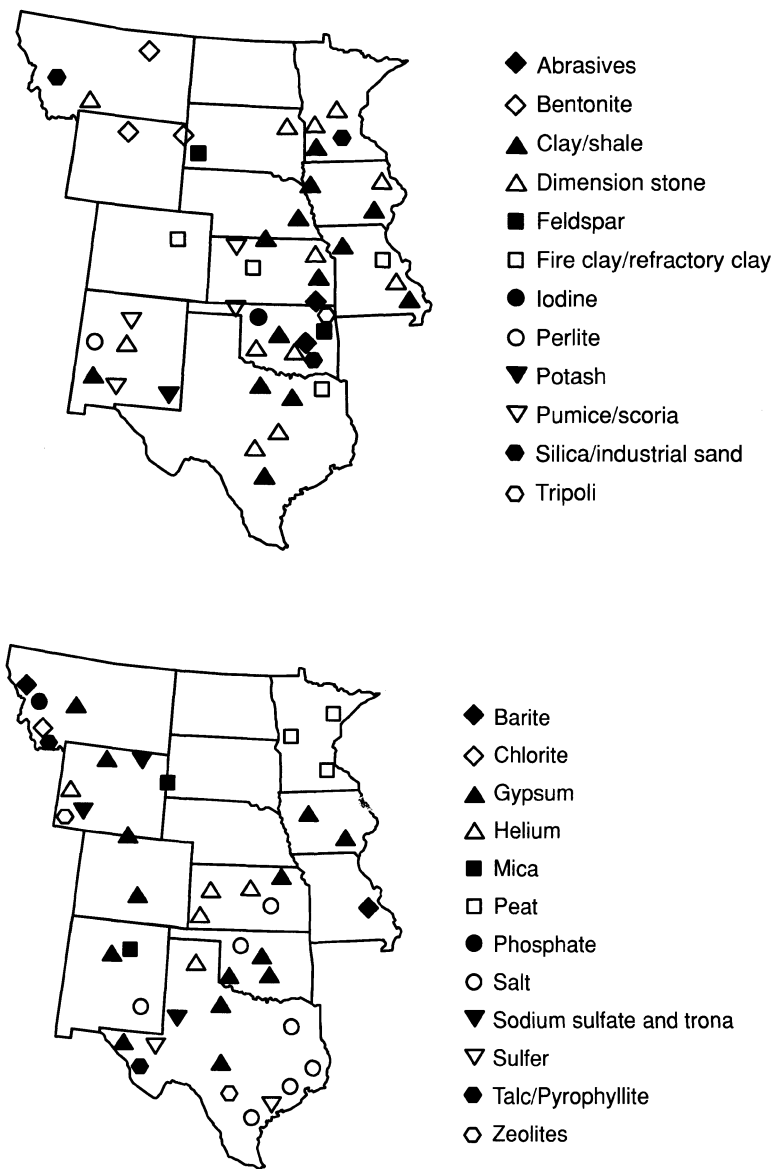 Abrasives
Bentonite
Clay/shale
Dimension stone
Feldspar
Fire clay/refractory clay
Iodine
Perlite
Potash
Pumice/scoria
Silica/industrial sand
Tripoli
Barite
Chlorite
Gypsum
Helium
Mica
Peat
Phosphate
Salt
Sodium sulfate and trona
Sulfer
Talc/Pyrophyllite
Zeolites